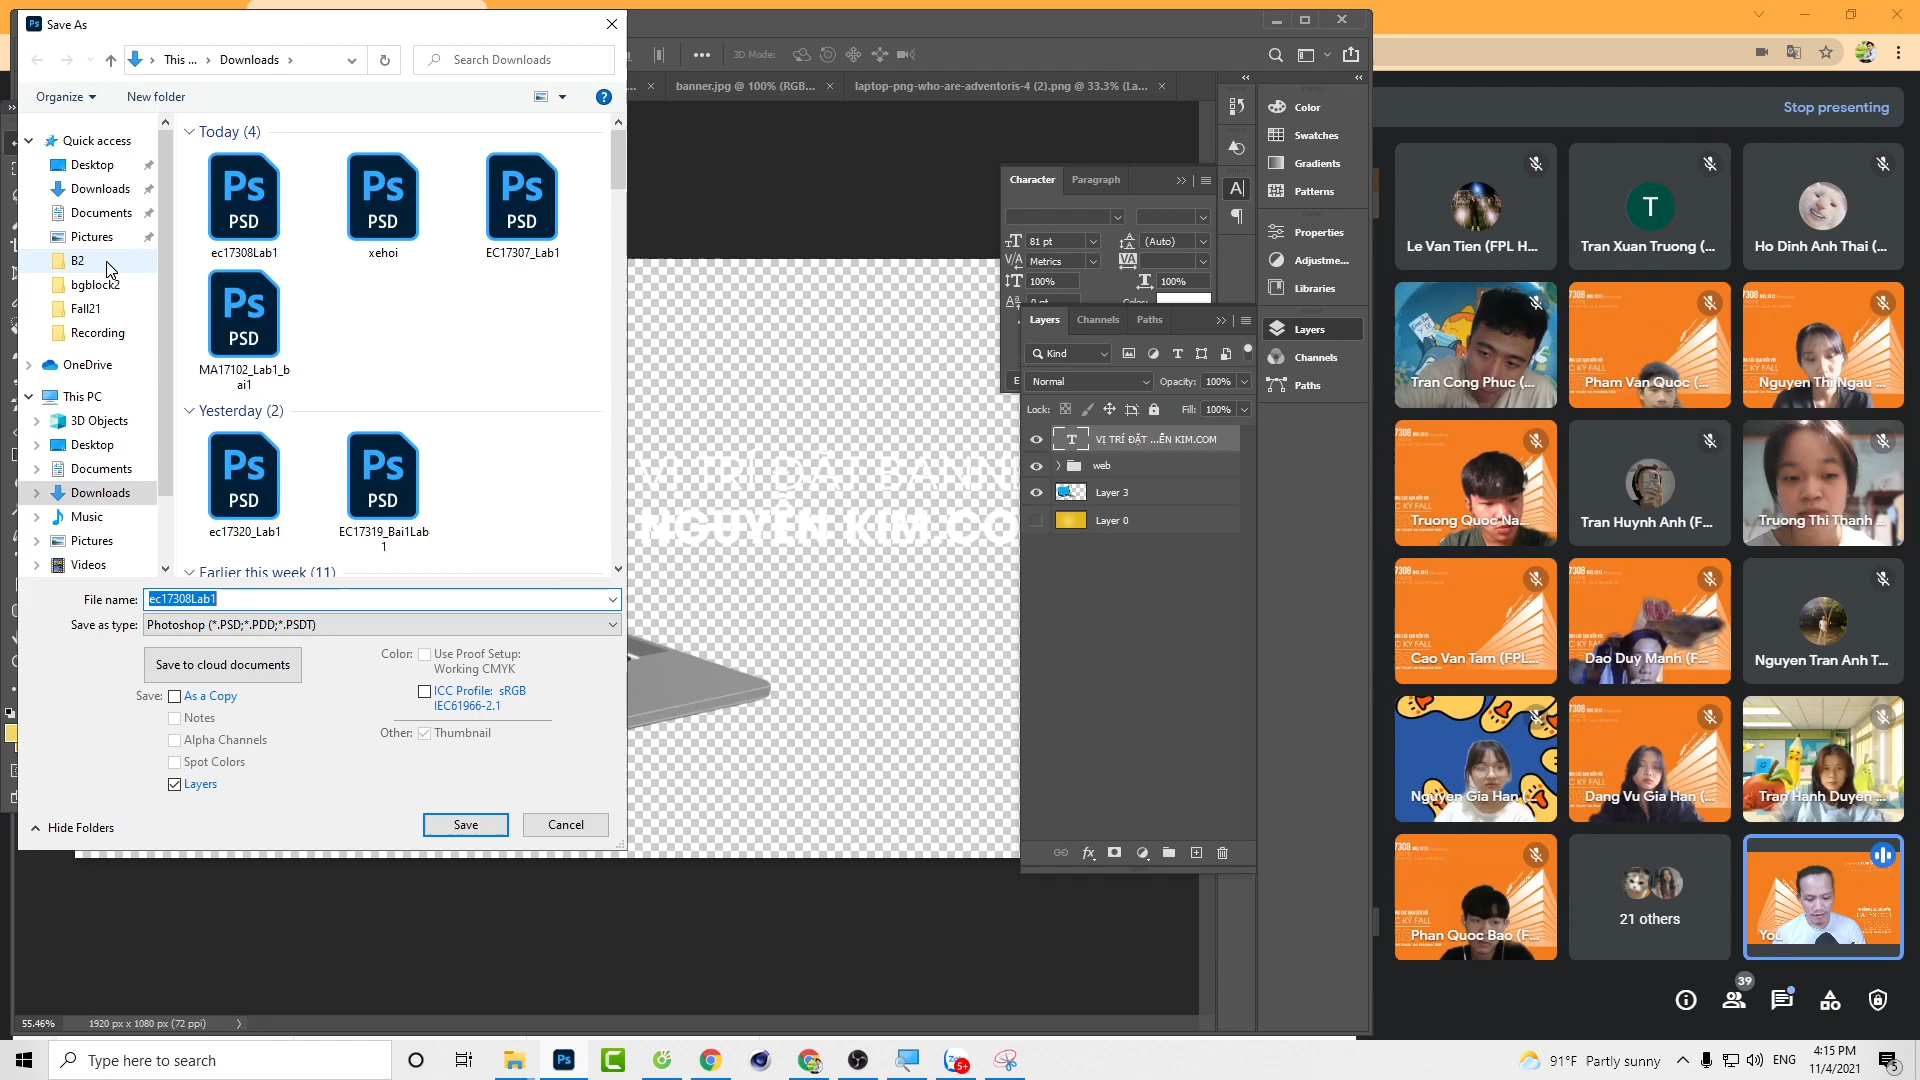 Save As
This ...
Downloads
Search Downloads
Organize
New folder
Quick access
Desktop
Downloads
Documents
Pictures
B2
bgblock2
Fall21
Recording
OneDrive
This PC
3D Objects
Desktop
Documents
Downloads
Music
Pictures
Videos
Today (4)
ec17308Lab1
xehoi
EC17307_Lab1
MA17102_Lab1_b
ai1
Yesterday (2)
ec17320_Lab1
EC17319_Bai1Lab
1
Earlier this week (11)
File name:
ec17308Lab1
Save as type:
Photoshop (*.PSD;*.PDD;*.PSDT)
Save to cloud documents
Save:
As a Copy
Notes
Alpha Channels
Spot Colors
Layers
Color:
Use Proof Setup:
Working CMYK
ICC Profile: sRGB
IEC61966-2.1
Other:
Thumbnail
Hide Folders
Save
Cancel
3D Mode:
banner.jpg @ 100% (RGB...
laptop-png-who-are-adventoris-4 (2).png @ 33.3% (La...
Character
Paragraph
81 pt
(Auto)
Metrics
100%
100%
Layers
Channels
Paths
Kind
Normal
Opacity:
100%
Lock:
Fill:
100%
VỊ TRÍ ĐẶT ...ỄN KIM.COM
web
Layer 3
Layer 0
Color
Swatches
Gradients
Patterns
Properties
Adjustme...
Libraries
Layers
Channels
Paths
55.46%
1920 px x 1080 px (72 ppi)
Stop presenting
Le Van Tien (FPL H...
Tran Xuan Truong (...
Ho Dinh Anh Thai (...
Tran Cong Phuc (...
Pham Van Quoc (...
Nguyen Thi Ngau ...
Truong Quoc Na...
Tran Huynh Anh (F...
Truong Thi Thanh ...
Cao Van Tam (FPL...
Dao Duy Manh (F...
Nguyen Tran Anh T...
Nguyen Gia Han (...
Dang Vu Gia Han (...
Tran Hanh Duyen ...
Phan Quoc Bao (F...
21 others
You
39
Type here to search
91°F Partly sunny
ENG
4:15 PM
11/4/2021
5